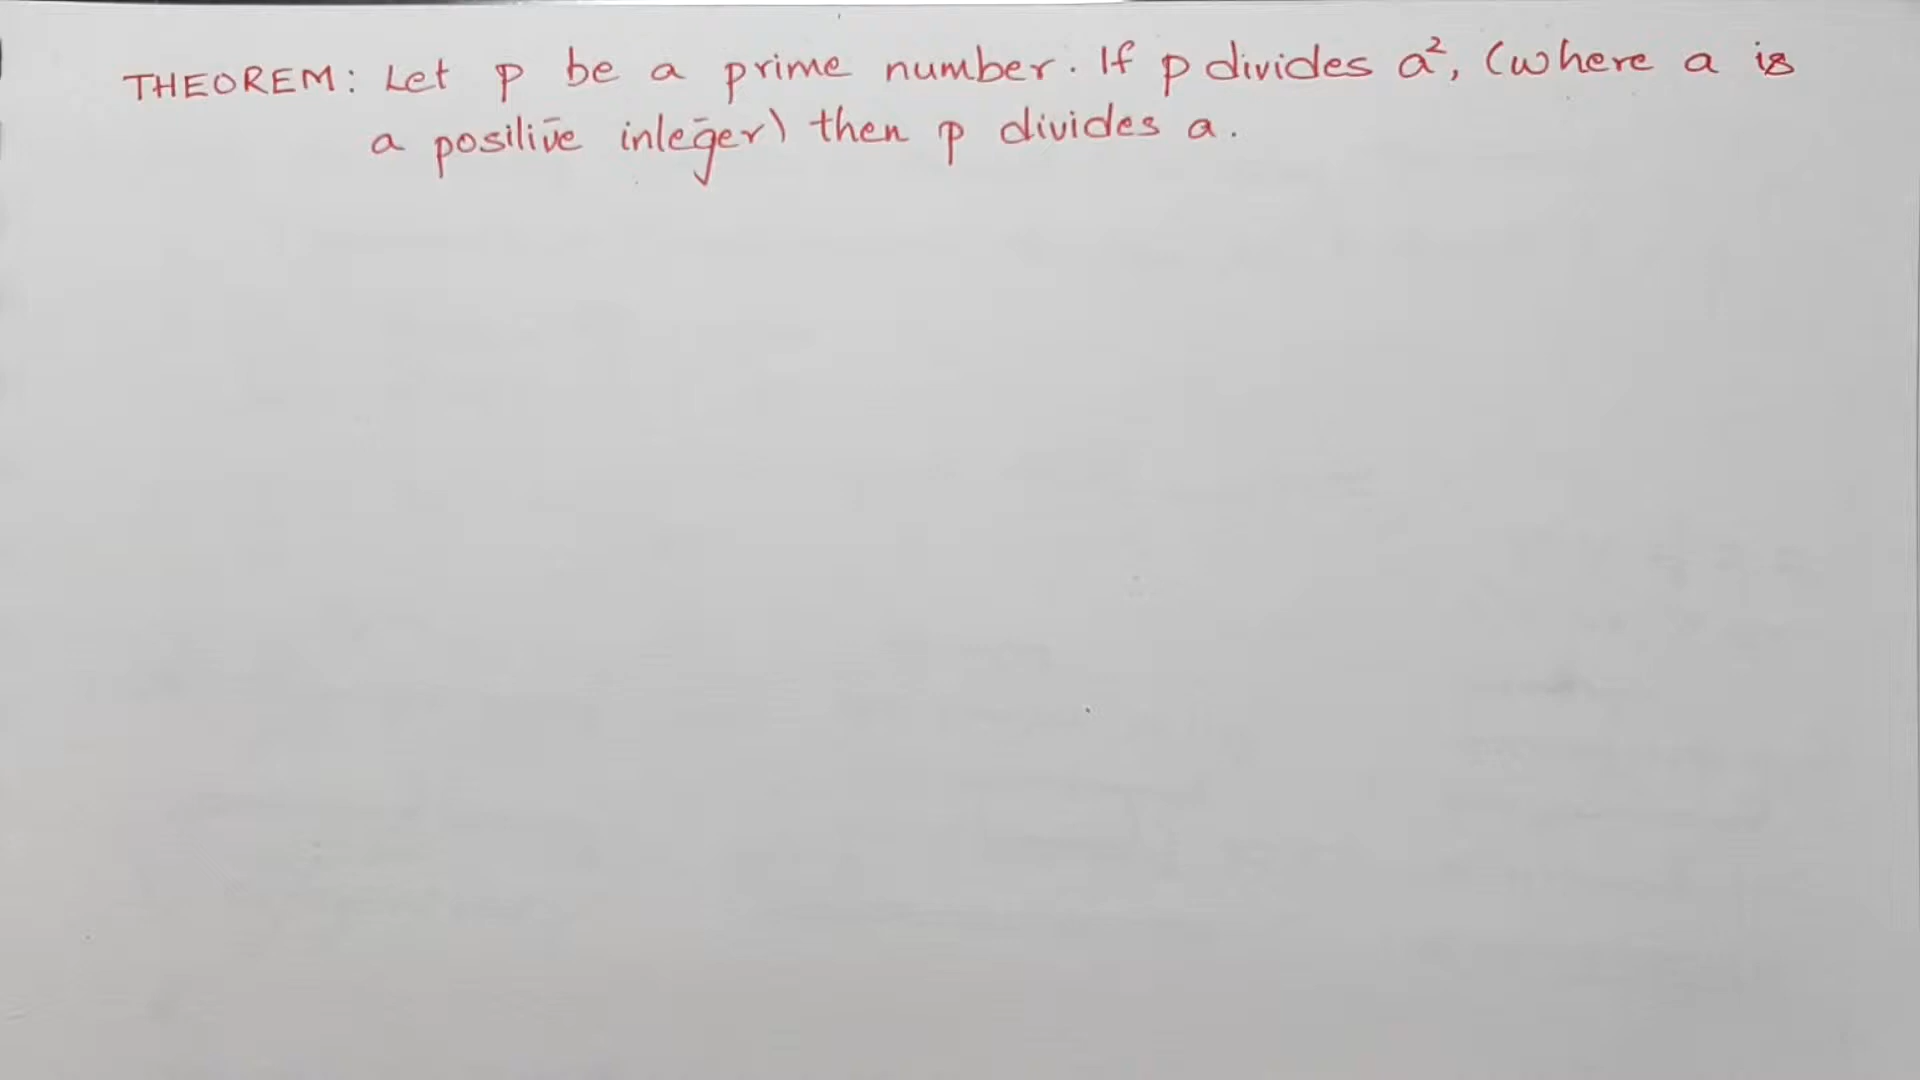 THEOREM: Let p be a prime number. If p divides a², (where a is
a positive integer) then p divides a.